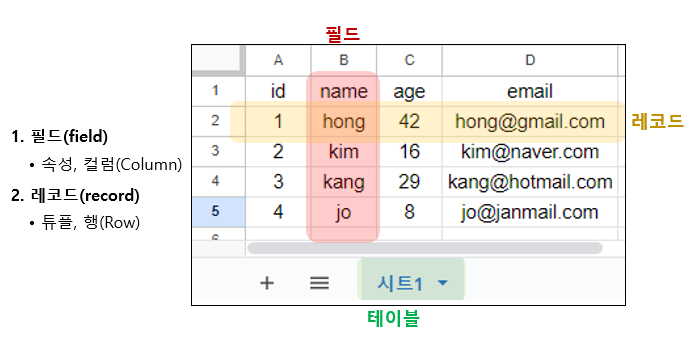 필드
1. 필드(field)
• 속성, 컬럼(Column)
2. 레코드(record)
• 튜플, 행(Row)
A B C D
1 id name age email
2 1 hong 42 hong@gmail.com
레코드
3 2 kim 16 kim@naver.com
4 3 kang 29 kang@hotmail.com
5 4 jo 8 jo@janmail.com
6
+ 시트1
테이블